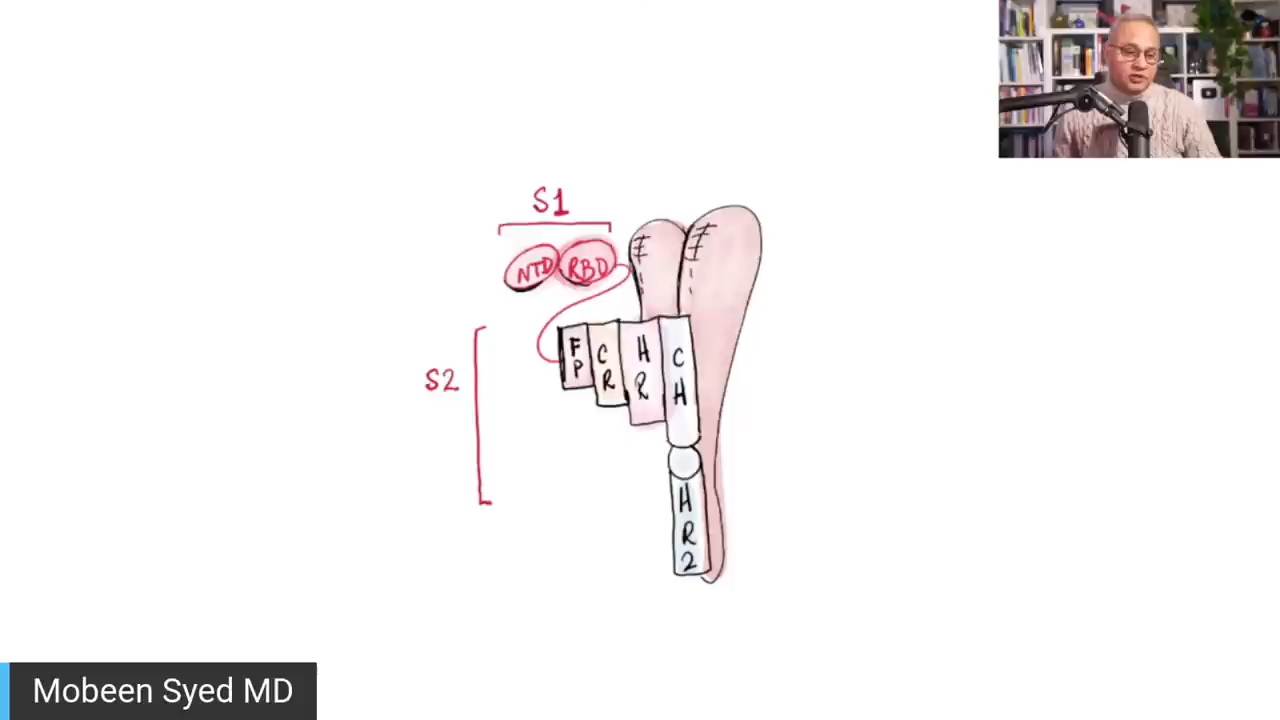 S1
NTD RBD
S2
FP
CR
HR
CH
HR2
Mobeen Syed MD